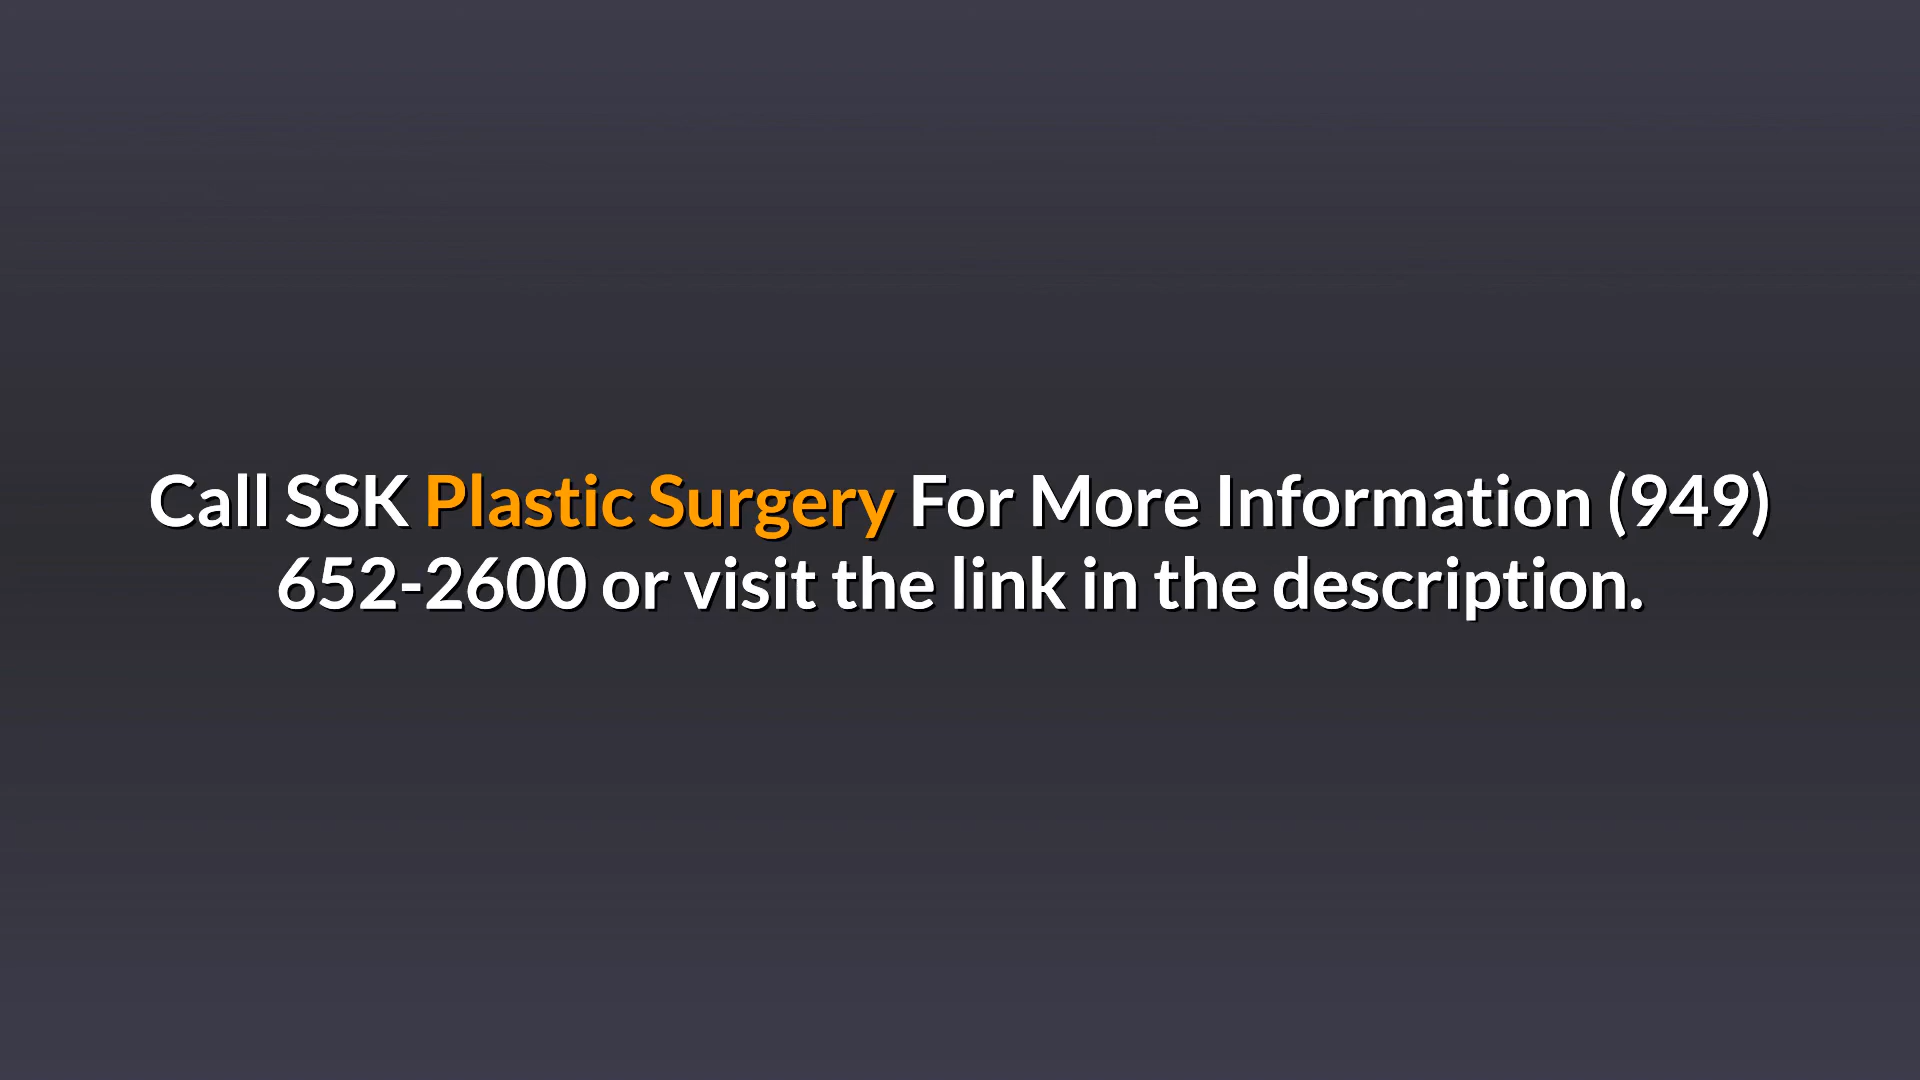 Call SSK Plastic Surgery For More Information (949)
652-2600 or visit the link in the description.